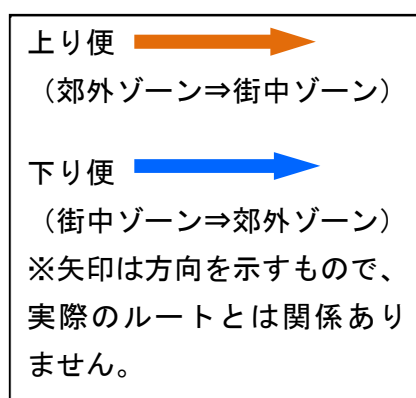 上り便
（郊外ゾーン⇒街中ゾーン）
下り便
（街中ゾーン⇒郊外ゾーン）
※矢印は方向を示すもので、
実際のルートとは関係あり
ません。